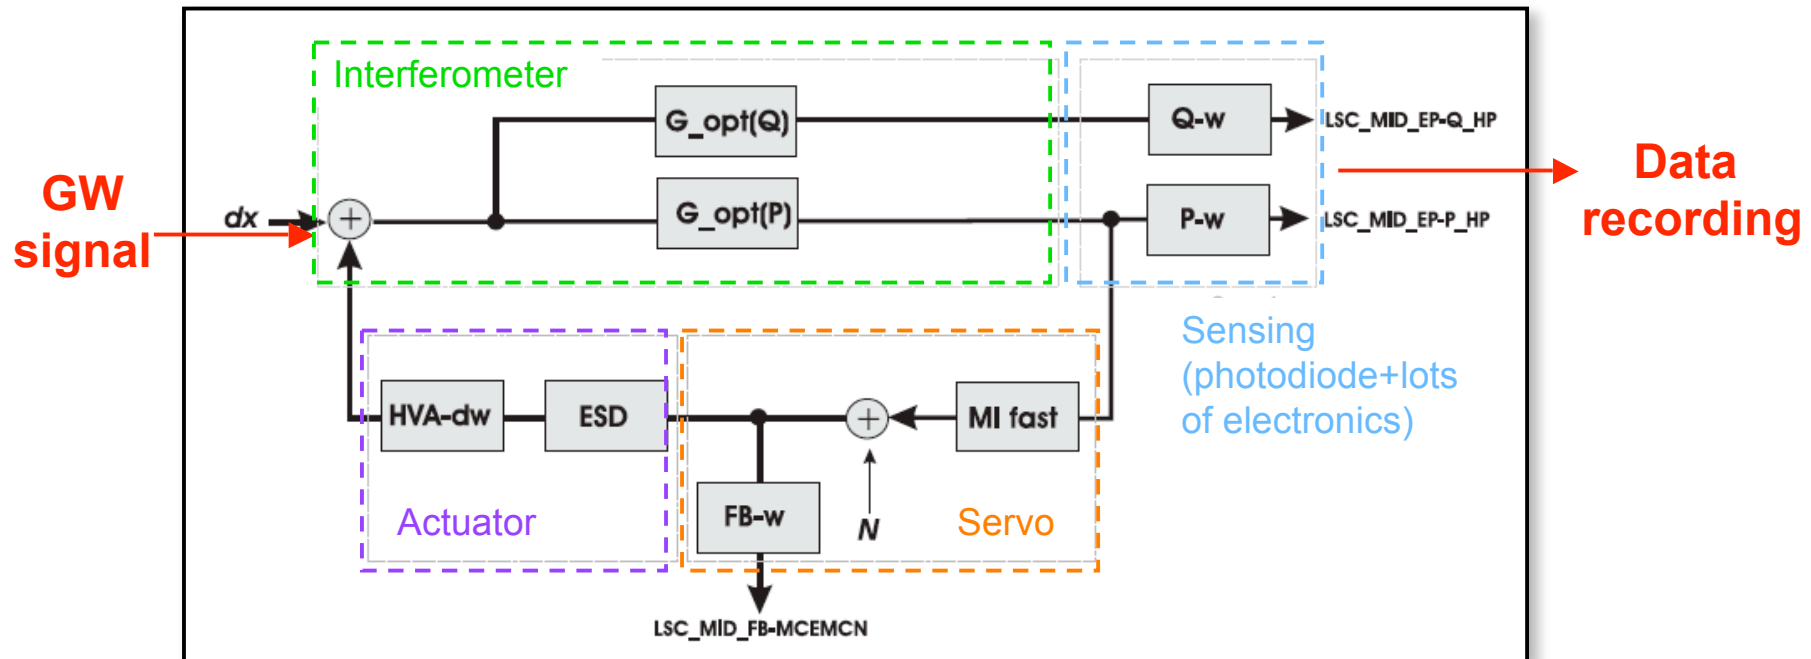 Interferometer
G_opt(Q)
Q-w
LSC_MID_EP-Q_HP
GW
signal
dx
+
G_opt(P)
P-w
LSC_MID_EP-P_HP
Data
recording
HVA-dw
ESD
+
MI fast
Sensing
(photodiode+lots
of electronics)
Actuator
FB-w
N
Servo
LSC_MID_FB-MCEMCN